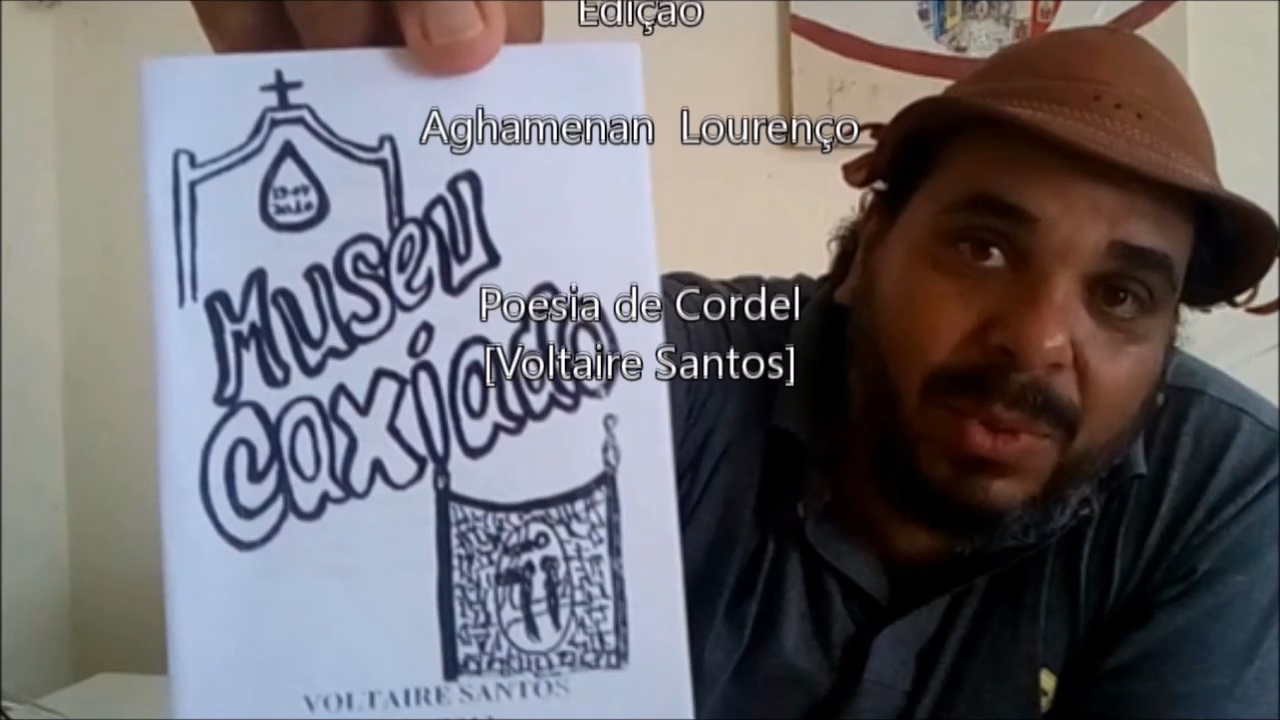 Edição
Aghamenan Lourenço
Poesia de Cordel
[Voltaire Santos]
Museu
Caxiado
VOLTAIRE SANTOS